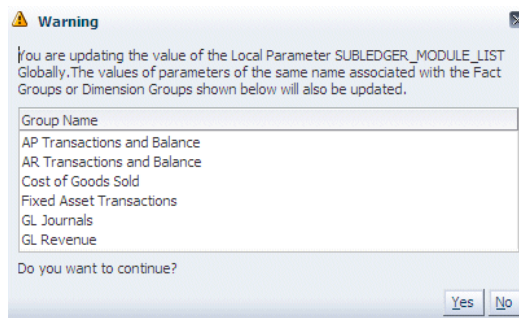 Warning
You are updating the value of the Local Parameter SUBLEDGER_MODULE_LIST
Globally.The values of parameters of the same name associated with the Fact
Groups or Dimension Groups shown below will also be updated.
Group Name
AP Transactions and Balance
AR Transactions and Balance
Cost of Goods Sold
Fixed Asset Transactions
GL Journals
GL Revenue
Do you want to continue?
Yes No